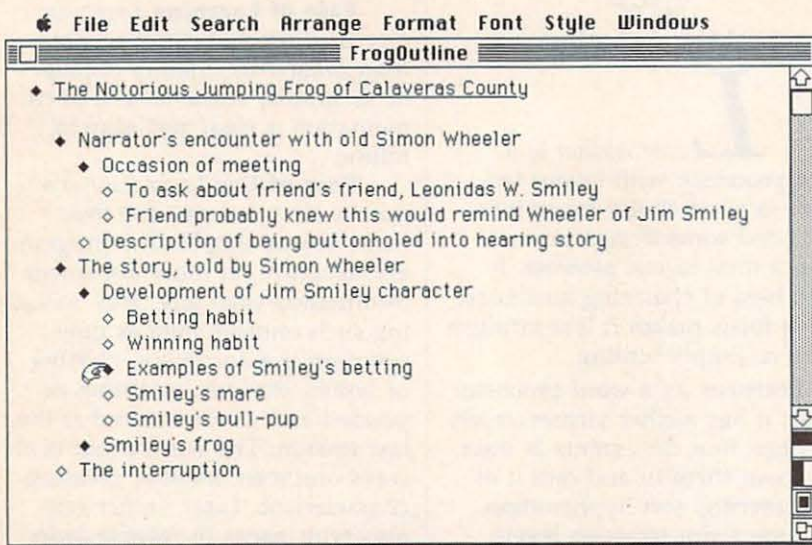 File Edit Search Arrange Format Font Style Windows
FrogOutline
The Notorious Jumping Frog of Calaveras County
Narrator's encounter with old Simon Wheeler
Occasion of meeting
To ask about friend's friend, Leonidas W. Smiley
Friend probably knew this would remind Wheeler of Jim Smiley
Description of being buttonholed into hearing story
The story, told by Simon Wheeler
Development of Jim Smiley character
Betting habit
Winning habit
Examples of Smiley's betting
Smiley's mare
Smiley's bull-pup
Smiley's frog
The interruption